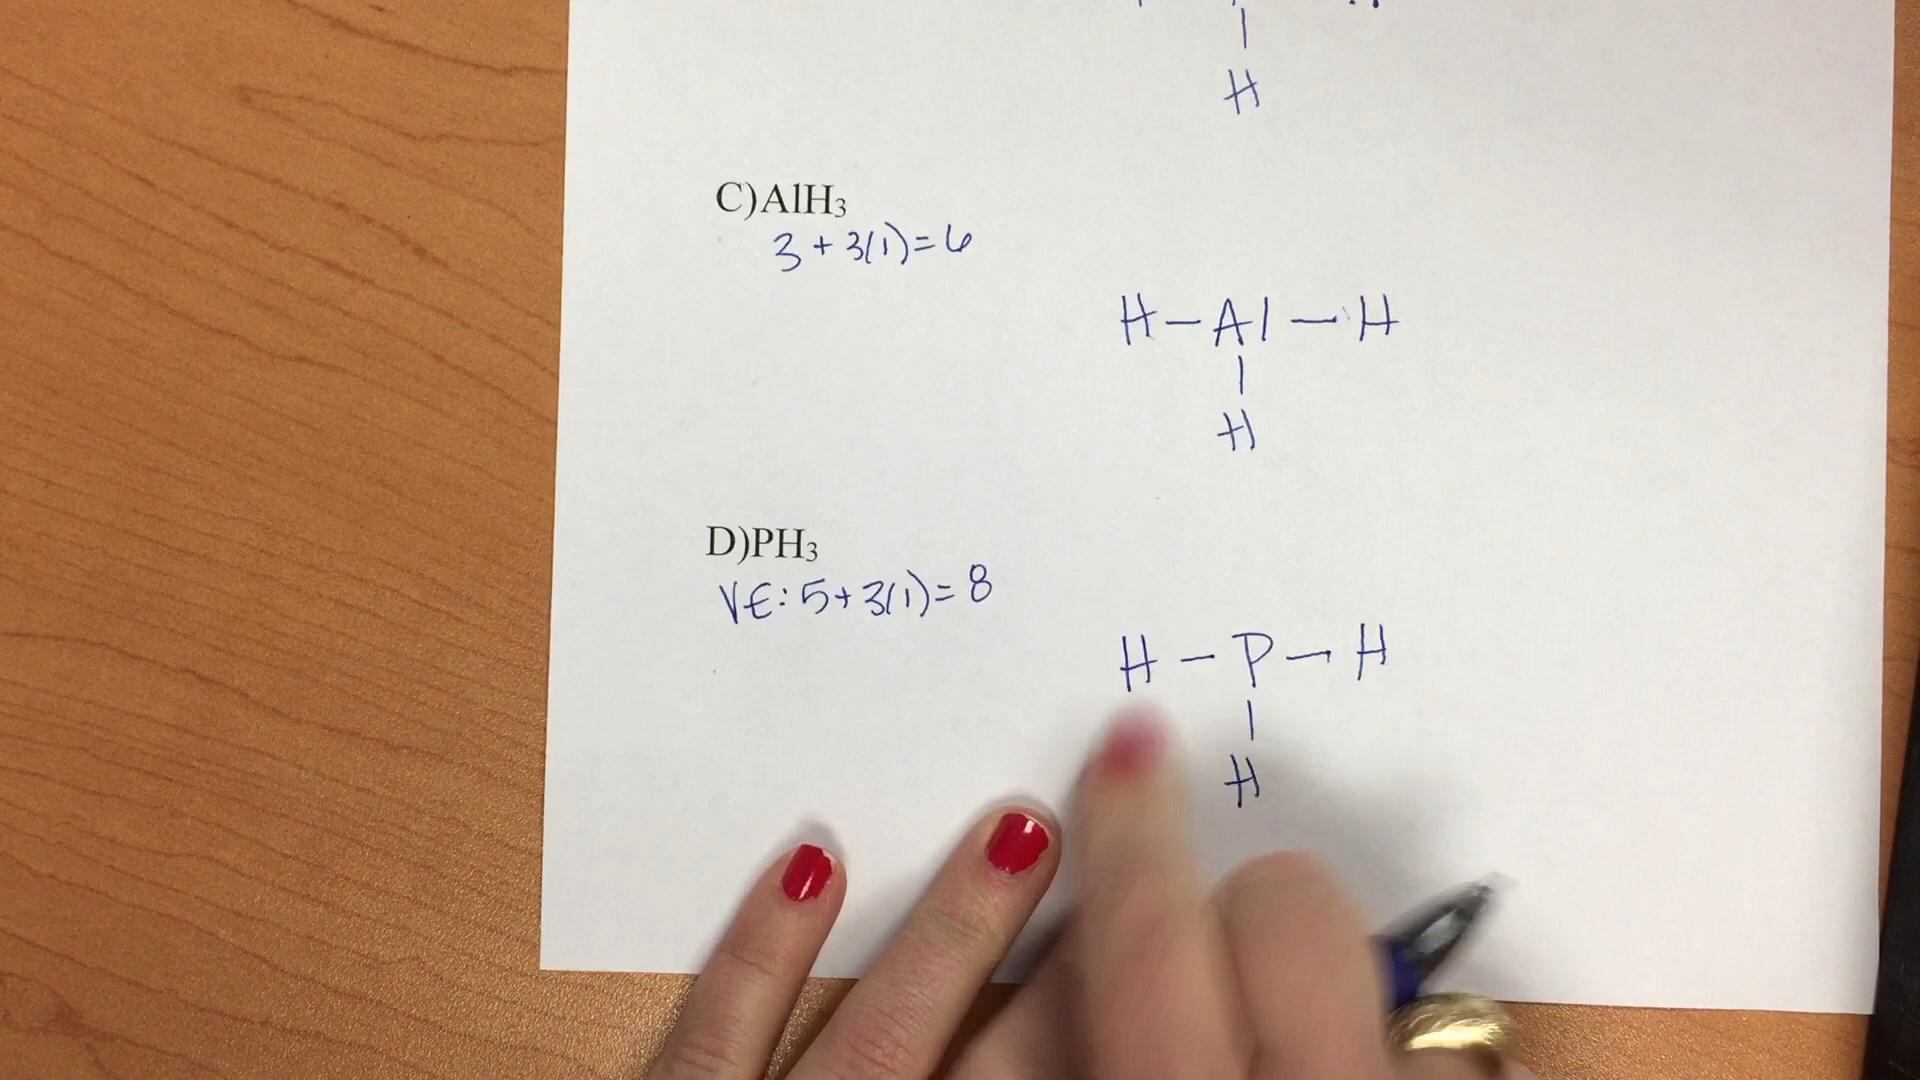 H
C)AlH3
3 + 3(1) = 6
H – Al – H
H
D)PH3
VE: 5 + 3(1) = 8
H – P – H
H